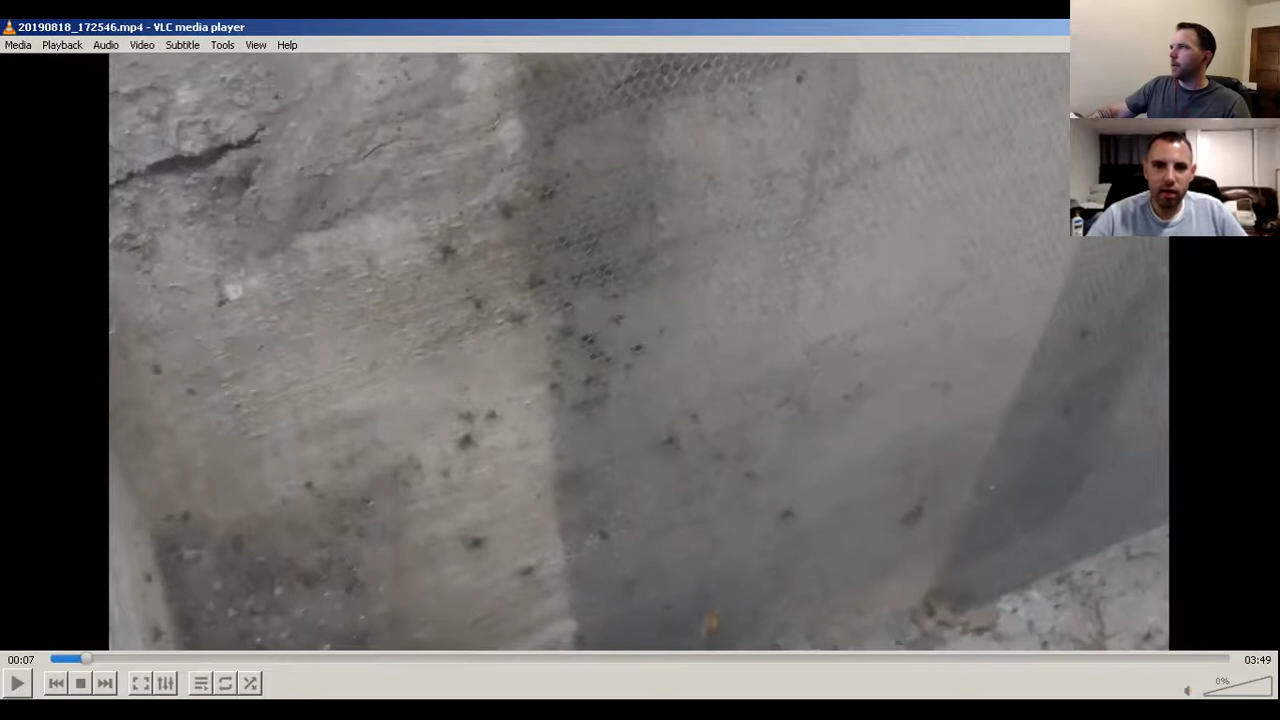 20190818_172546.mp4 - VLC media player
Media Playback Audio Video Subtitle Tools View Help
00:07
03:49
0%